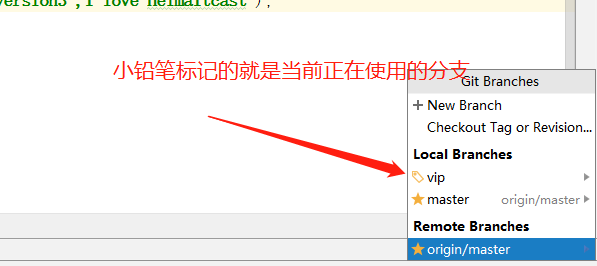 version3","I love heimaitcast");
小铅笔标记的就是当前正在使用的分支
Git Branches
New Branch
Checkout Tag or Revision...
Local Branches
vip
master origin/master
Remote Branches
origin/master